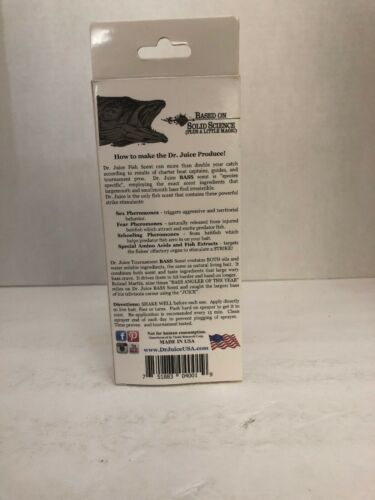 BASED ON
SOLID SCIENCE
(PLUS A LITTLE MAGIC)
How to make the Dr. Juice Produce!
Dr. Juice Fish Scent can more than double your catch
according to results of charter boat captains, guides, and
tournament pros. Dr. Juice BASS scent is "species
specific", employing the exact scent ingredients that
largemouth and smallmouth bass find irresistible.
Dr. Juice is the only fish scent that contains these powerful
strike stimulants:
Sex Pheromones - triggers aggressive and territorial
behavior.
Fear Pheromones - naturally released from injured
baitfish which attract and excite predator fish.
Schooling Pheromones - from baitfish which
helps predator fish zero in on your bait.
Special Amino Acids and Fish Extracts - targets
the fishes' olfactory organ to stimulate a STRIKE!
Dr. Juice Tournament BASS Scent contains BOTH oil and
water soluble ingredients, the same as natural living bait. It
combines both scent and taste ingredients that large wary
bass crave. It drives them to hit harder and hang on longer.
Roland Martin, nine times "BASS ANGLER OF THE YEAR"
relies on Dr. Juice BASS Scent and caught the largest bass
of his television career using the "JUICE"
Directions: SHAKE WELL before each use. Apply directly
to live bait, flies or lures. Push hard on sprayer to get it to
mist. Re application is recommended every 15 min. Clean
sprayer end of each day to prevent plugging of sprayer.
Time proven and tournament tested.
Not for human consumption.
MADE IN USA
www.DrJuiceUSA.com
7 51883 04001 9